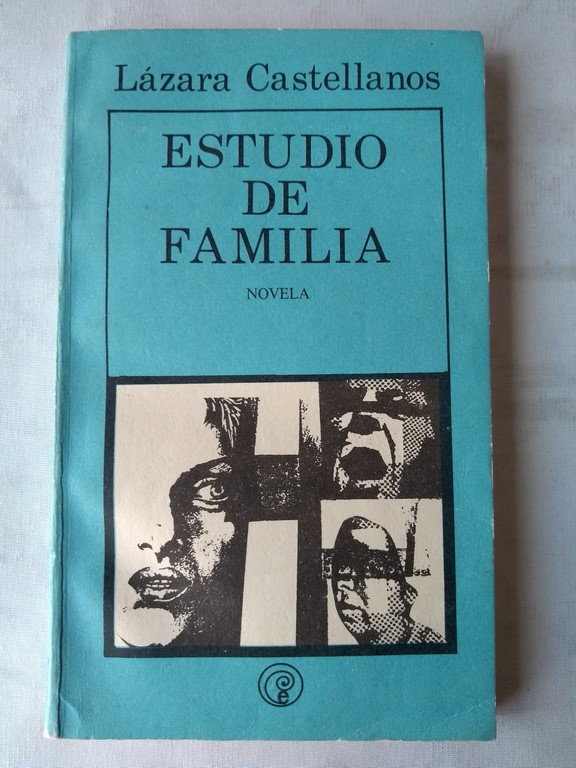 Lázara Castellanos
ESTUDIO
DE
FAMILIA
NOVELA
e